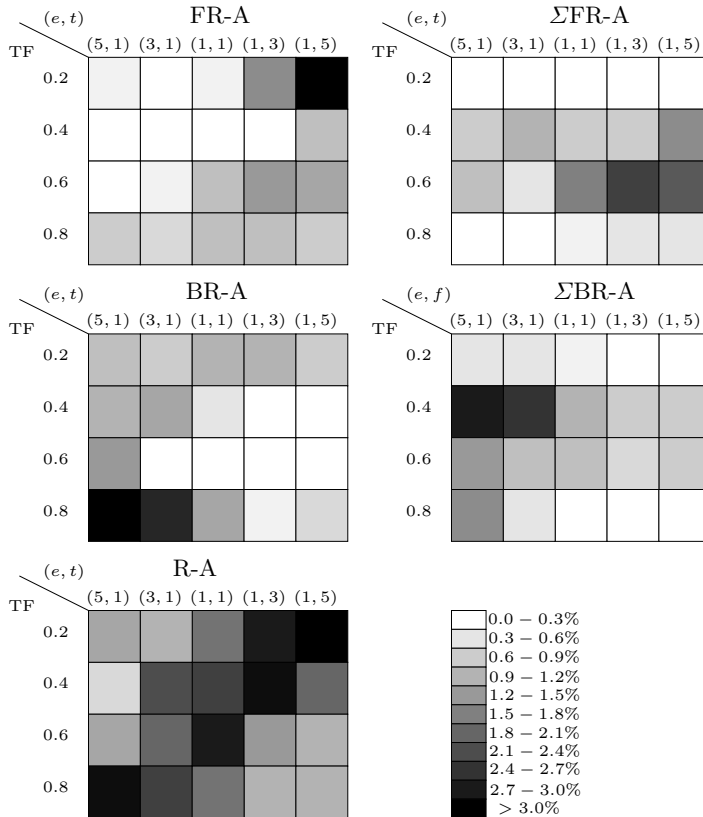 (e, t) FR-A
TF (5, 1) (3, 1) (1, 1) (1, 3) (1, 5)
0.2
0.4
0.6
0.8
(e, t) ΣFR-A
TF (5, 1) (3, 1) (1, 1) (1, 3) (1, 5)
0.2
0.4
0.6
0.8
(e, t) BR-A
TF (5, 1) (3, 1) (1, 1) (1, 3) (1, 5)
0.2
0.4
0.6
0.8
(e, f) ΣBR-A
TF (5, 1) (3, 1) (1, 1) (1, 3) (1, 5)
0.2
0.4
0.6
0.8
(e, t) R-A
TF (5, 1) (3, 1) (1, 1) (1, 3) (1, 5)
0.2
0.4
0.6
0.8
0.0 − 0.3%
0.3 − 0.6%
0.6 − 0.9%
0.9 − 1.2%
1.2 − 1.5%
1.5 − 1.8%
1.8 − 2.1%
2.1 − 2.4%
2.4 − 2.7%
2.7 − 3.0%
> 3.0%